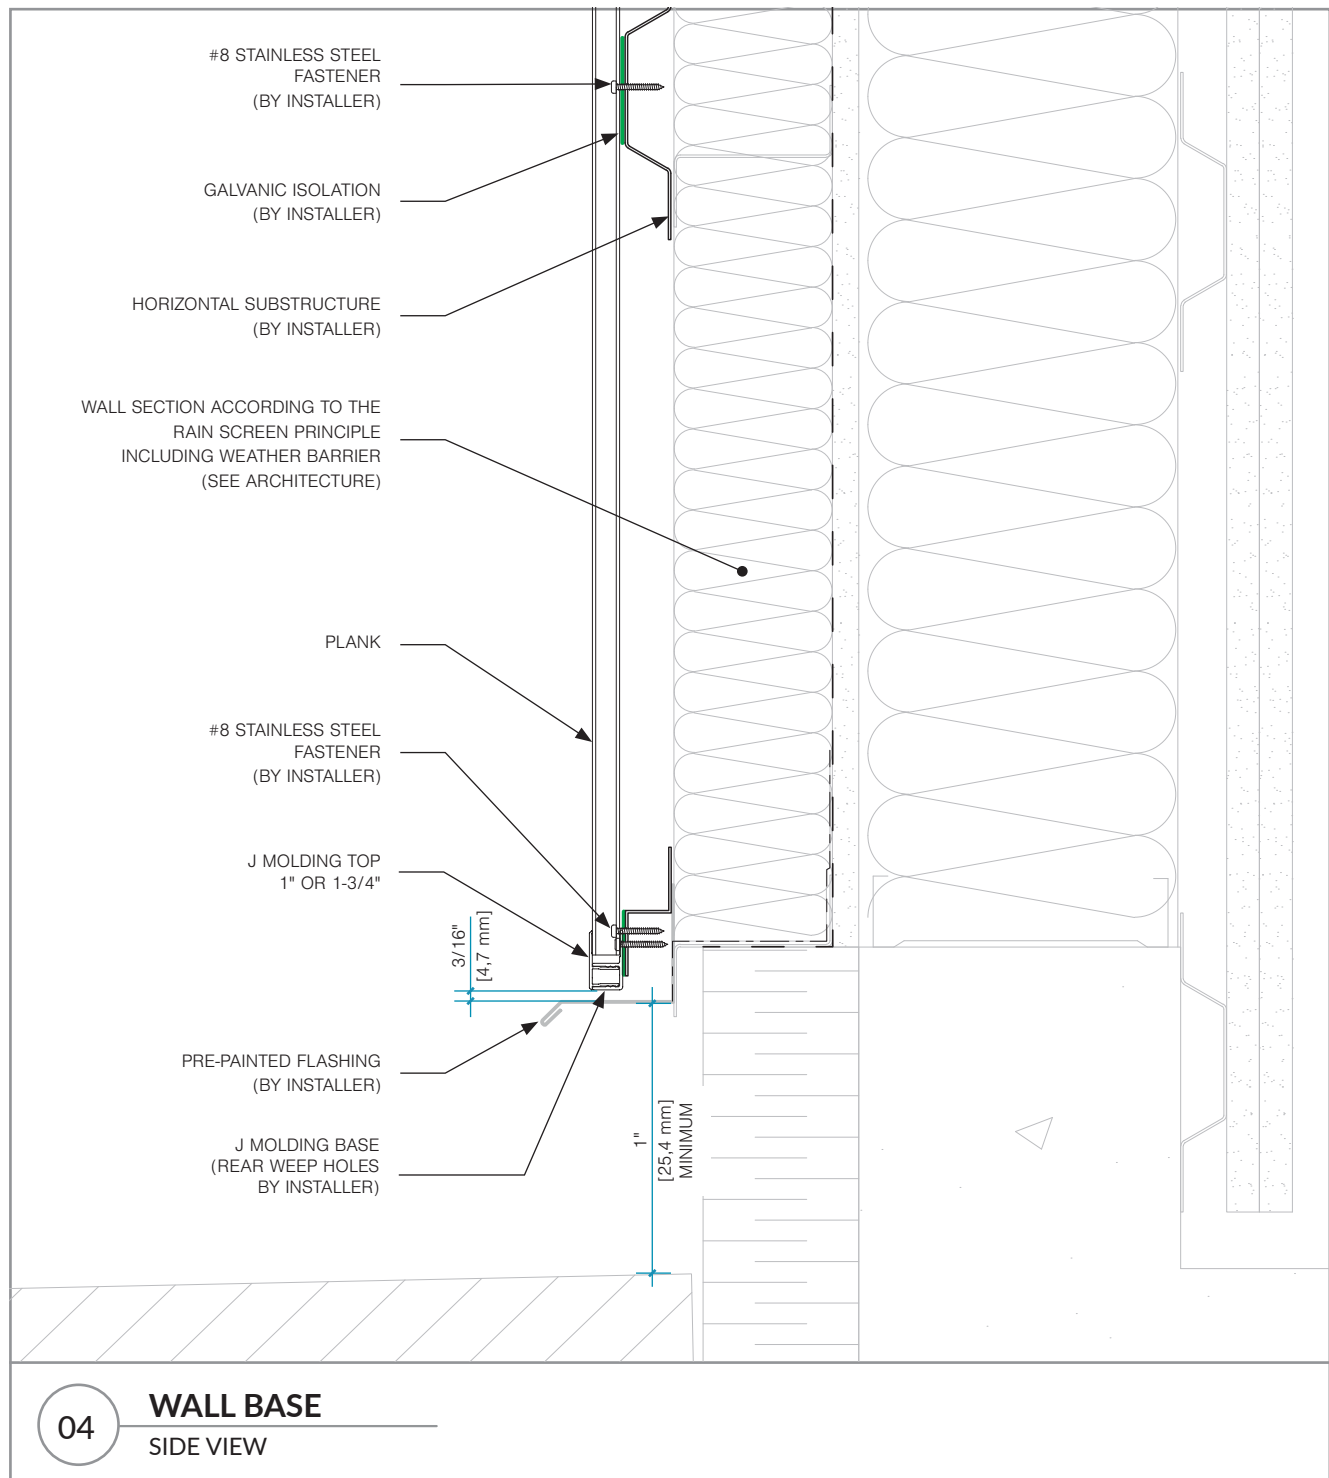 #8 STAINLESS STEEL
FASTENER
(BY INSTALLER)
GALVANIC ISOLATION
(BY INSTALLER)
HORIZONTAL SUBSTRUCTURE
(BY INSTALLER)
WALL SECTION ACCORDING TO THE
RAIN SCREEN PRINCIPLE
INCLUDING WEATHER BARRIER
(SEE ARCHITECTURE)
PLANK
#8 STAINLESS STEEL
FASTENER
(BY INSTALLER)
J MOLDING TOP
1" OR 1-3/4"
3/16"
[4,7 mm]
PRE-PAINTED FLASHING
(BY INSTALLER)
J MOLDING BASE
(REAR WEEP HOLES
BY INSTALLER)
1"
[25,4 mm]
MINIMUM
04
WALL BASE
SIDE VIEW